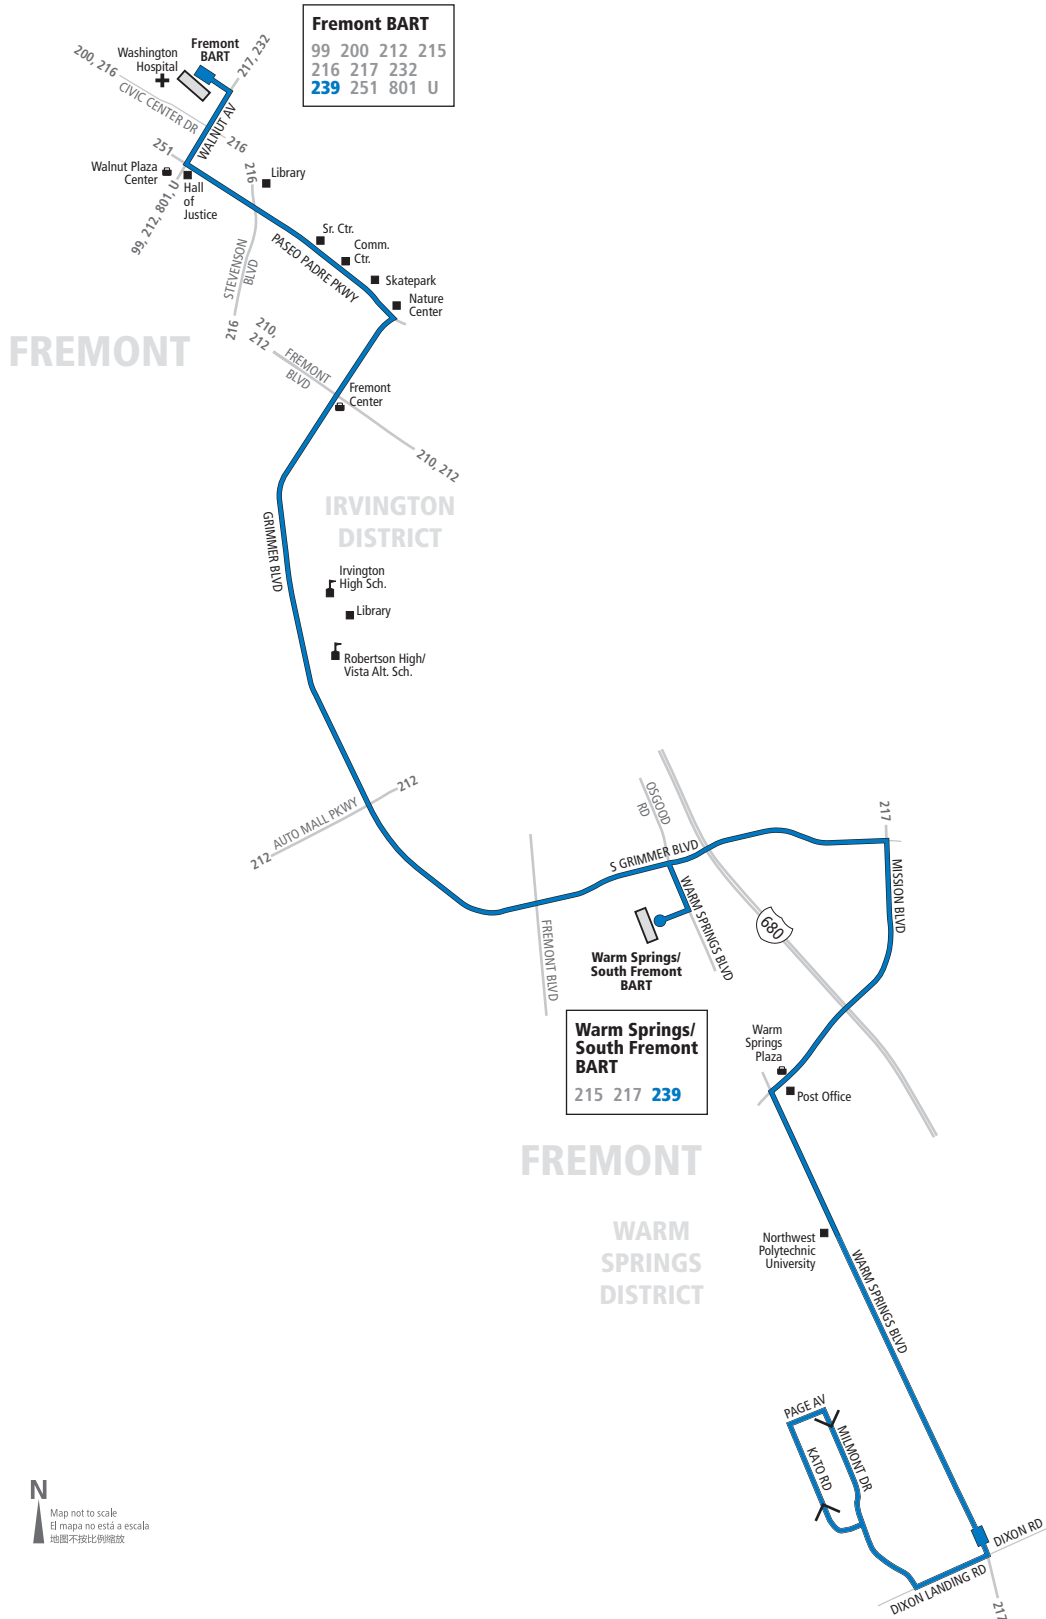 Fremont BART
99 200 212 215
216 217 232
239 251 801 U
Fremont
BART
Washington
Hospital
200, 216
217, 232
CIVIC CENTER DR
WALNUT AV
216
251
Walnut Plaza
Center
Hall
of
Justice
99, 212, 801, U
216
Library
STEVENSON
BLVD
216
PASEO PADRE PKWY
Sr. Ctr.
Comm.
Ctr.
Skatepark
Nature
Center
FREMONT
210,
212
FREMONT
BLVD
Fremont
Center
210, 212
IRVINGTON
DISTRICT
GRIMMER BLVD
Irvington
High Sch.
Library
Robertson High/
Vista Alt. Sch.
212
AUTO MALL PKWY
212
OSGOOD
RD
217
S GRIMMER BLVD
WARM SPRINGS BLVD
MISSION BLVD
FREMONT BLVD
680
Warm Springs/
South Fremont
BART
Warm Springs/
South Fremont
BART
215 217 239
Warm
Springs
Plaza
Post Office
FREMONT
WARM
SPRINGS
DISTRICT
Northwest
Polytechnic
University
WARM SPRINGS BLVD
PAGE AV
KATO RD
MILMONT DR
DIXON RD
DIXON LANDING RD
217
N
Map not to scale
El mapa no está a escala
地图不按比例缩放